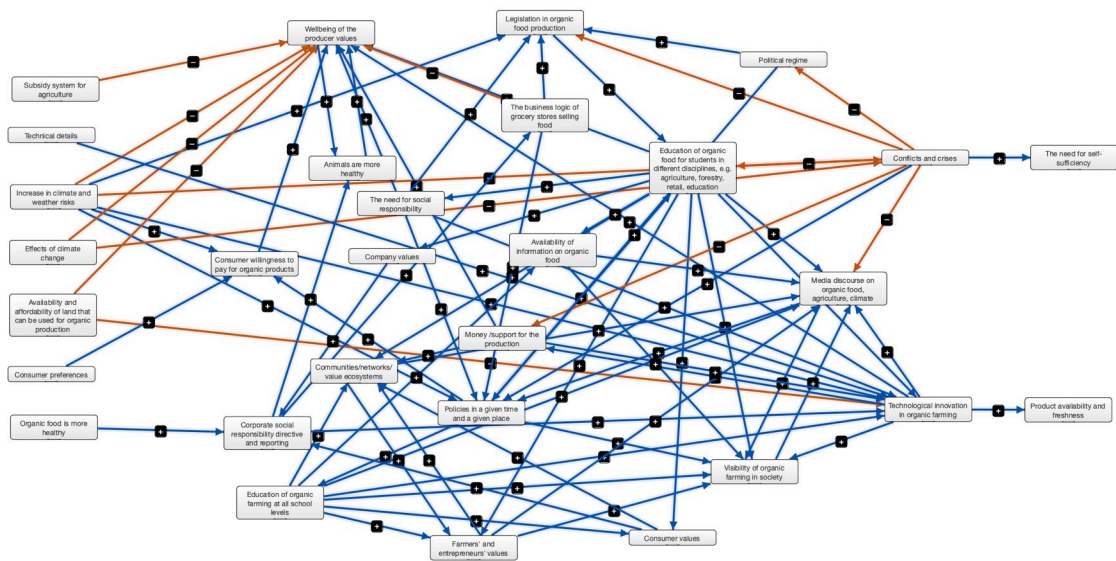 Wellbeing of the
producer values
Legislation in organic
food production
Political regime
Subsidy system for
agriculture
The business logic of
grocery stores selling
food
Technical details
Animals are more
healthy
Education of organic
food for students in
different disciplines, e.g.
agriculture, forestry,
retail, education
Conflicts and crises
The need for self-
sufficiency
Increase in climate and
weather risks
The need for social
responsibility
Effects of climate
change
Consumer willingness to
pay for organic products
Company values
Availability of
information on organic
food
Media discourse on
organic food,
agriculture, climate
Availability and
affordability of land that
can be used for organic
production
Money /support for the
production
Consumer preferences
Communities/networks/
value ecosystems
Policies in a given time
and a given place
Technological innovation
in organic farming
Product availability and
freshness
Organic food is more
healthy
Corporate social
responsibility directive
and reporting
Visibility of organic
farming in society
Education of organic
farming at all school
levels
Farmers' and
entrepreneurs' values
Consumer values